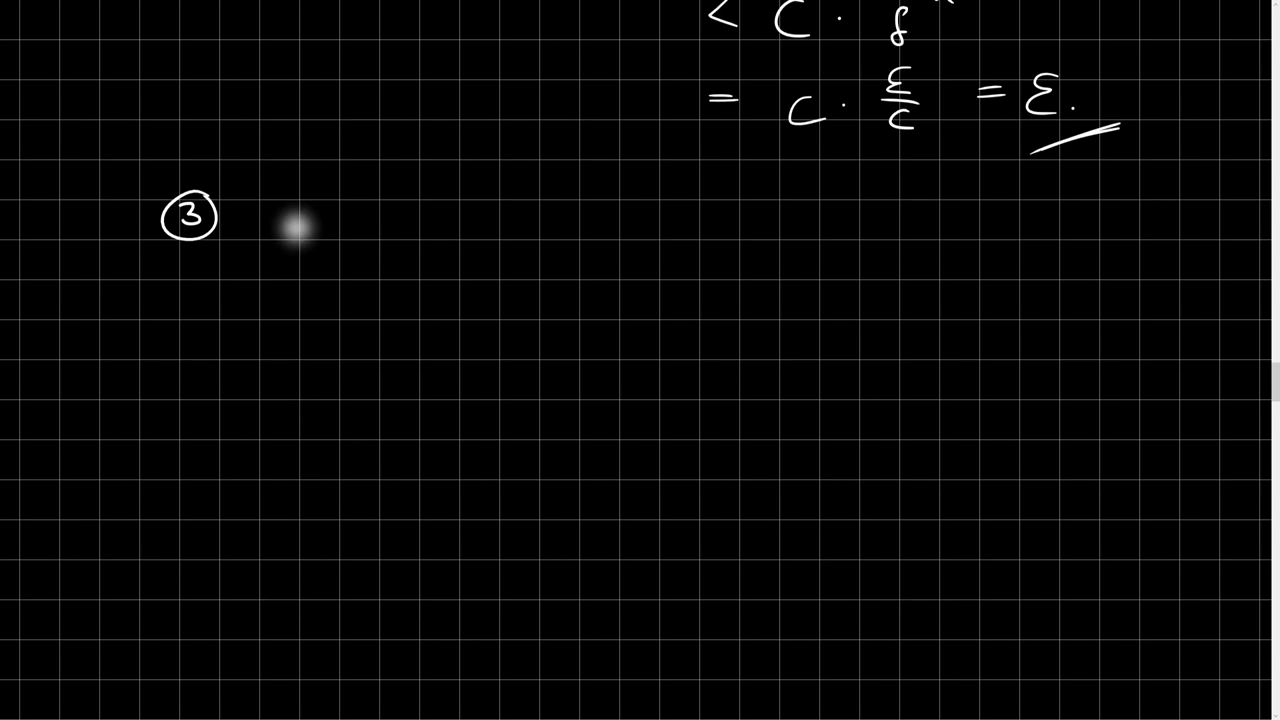 < C · δ
= C · ε/C = ε.
③